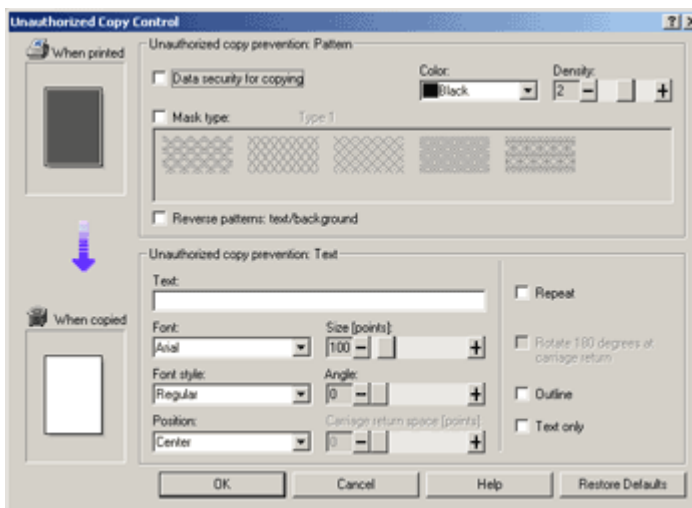 Unauthorized Copy Control
When printed
Unauthorized copy prevention: Pattern
Data security for copying
Color:
Black
Density:
2
Mask type:
Type 1
Reverse patterns: text/background
When copied
Unauthorized copy prevention: Text
Text:
Font:
Arial
Size [points]:
100
Font style:
Regular
Angle:
0
Position:
Center
Carriage return space [points]
0
Repeat
Rotate 180 degrees at
carriage return
Outline
Text only
OK
Cancel
Help
Restore Defaults